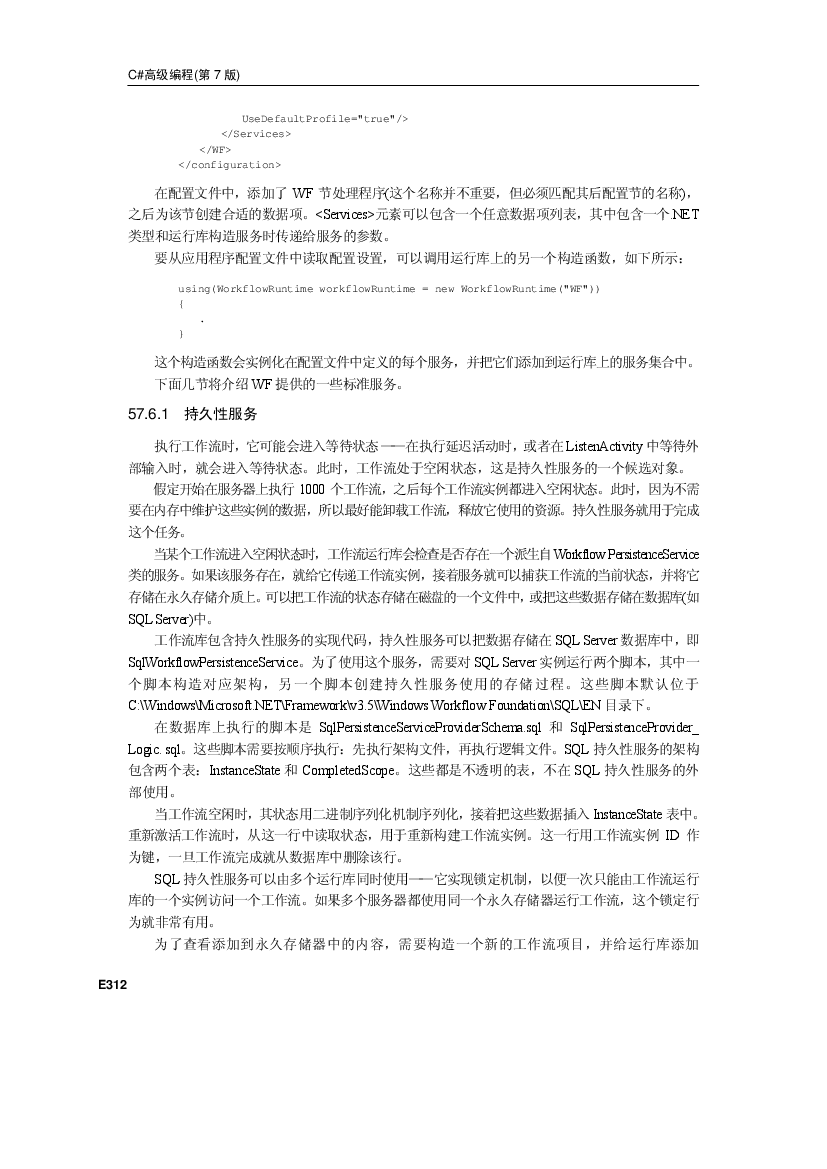 C#高级编程(第 7 版)
UseDefaultProfile="true"/>
</Services>
</WF>
</configuration>
在配置文件中，添加了 WF 节处理程序(这个名称并不重要，但必须匹配其后配置节的名称)，
之后为该节创建合适的数据项。<Services>元素可以包含一个任意数据项列表，其中包含一个.NET
类型和运行库构造服务时传递给服务的参数。
要从应用程序配置文件中读取配置设置，可以调用运行库上的另一个构造函数，如下所示：
using(WorkflowRuntime workflowRuntime = new WorkflowRuntime("WF"))
{
.
}
这个构造函数会实例化在配置文件中定义的每个服务，并把它们添加到运行库上的服务集合中。
下面几节将介绍 WF 提供的一些标准服务。
57.6.1 持久性服务
执行工作流时，它可能会进入等待状态——在执行延迟活动时，或者在 ListenActivity 中等待外
部输入时，就会进入等待状态。此时，工作流处于空闲状态，这是持久性服务的一个候选对象。
假定开始在服务器上执行 1000 个工作流，之后每个工作流实例都进入空闲状态。此时，因为不需
要在内存中维护这些实例的数据，所以最好能卸载工作流，释放它使用的资源。持久性服务就用于完成
这个任务。
当某个工作流进入空闲状态时，工作流运行库会检查是否存在一个派生自 Workflow PersistenceService
类的服务。如果该服务存在，就给它传递工作流实例，接着服务就可以捕获工作流的当前状态，并将它
存储在永久存储介质上。可以把工作流的状态存储在磁盘的一个文件中，或把这些数据存储在数据库(如
SQL Server)中。
工作流库包含持久性服务的实现代码，持久性服务可以把数据存储在 SQL Server 数据库中，即
SqlWorkflowPersistenceService。为了使用这个服务，需要对 SQL Server 实例运行两个脚本，其中一
个脚本构造对应架构，另一个脚本创建持久性服务使用的存储过程。这些脚本默认位于
C:\Windows\Microsoft.NET\Framework\v3.5\Windows Workflow Foundation\SQL\EN 目录下。
在数据库上执行的脚本是 SqlPersistenceServiceProviderSchema.sql 和 SqlPersistenceProvider_
Logic. sql。这些脚本需要按顺序执行：先执行架构文件，再执行逻辑文件。SQL 持久性服务的架构
包含两个表：InstanceState 和 CompletedScope。这些都是不透明的表，不在 SQL 持久性服务的外
部使用。
当工作流空闲时，其状态用二进制序列化机制序列化，接着把这些数据插入 InstanceState 表中。
重新激活工作流时，从这一行中读取状态，用于重新构建工作流实例。这一行用工作流实例 ID 作
为键，一旦工作流完成就从数据库中删除该行。
SQL 持久性服务可以由多个运行库同时使用——它实现锁定机制，以便一次只能由工作流运行
库的一个实例访问一个工作流。如果多个服务器都使用同一个永久存储器运行工作流，这个锁定行
为就非常有用。
为了查看添加到永久存储器中的内容，需要构造一个新的工作流项目，并给运行库添加
E312